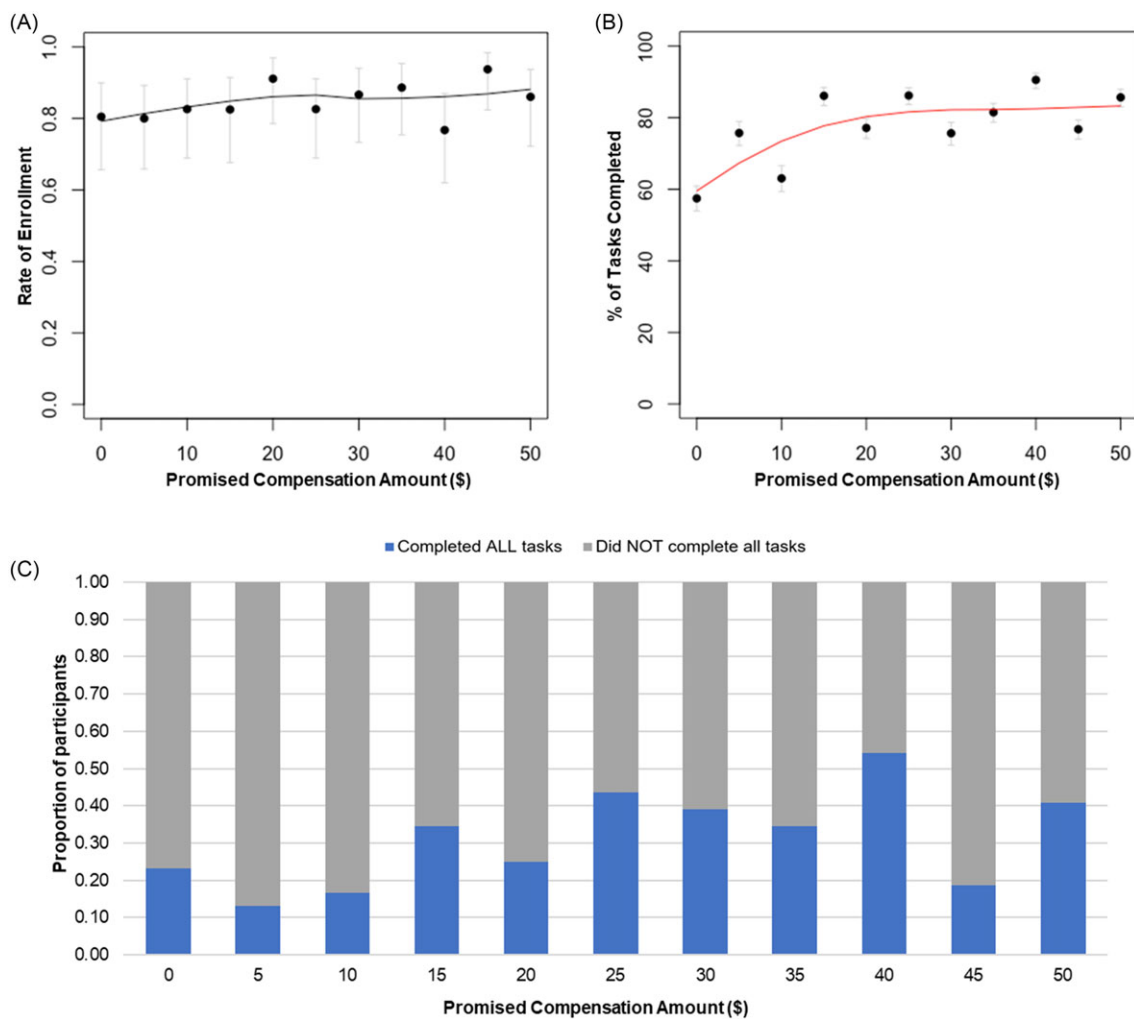 (A)
1.0
0.8
0.6
0.4
0.2
0.0
Rate of Enrollment
0 10 20 30 40 50
Promised Compensation Amount ($)
(B)
100
80
60
40
20
0
% of Tasks Completed
0 10 20 30 40 50
Promised Compensation Amount ($)
Completed ALL tasks Did NOT complete all tasks
(C)
1.00
0.90
0.80
0.70
0.60
0.50
0.40
0.30
0.20
0.10
0.00
Proportion of participants
0 5 10 15 20 25 30 35 40 45 50
Promised Compensation Amount ($)